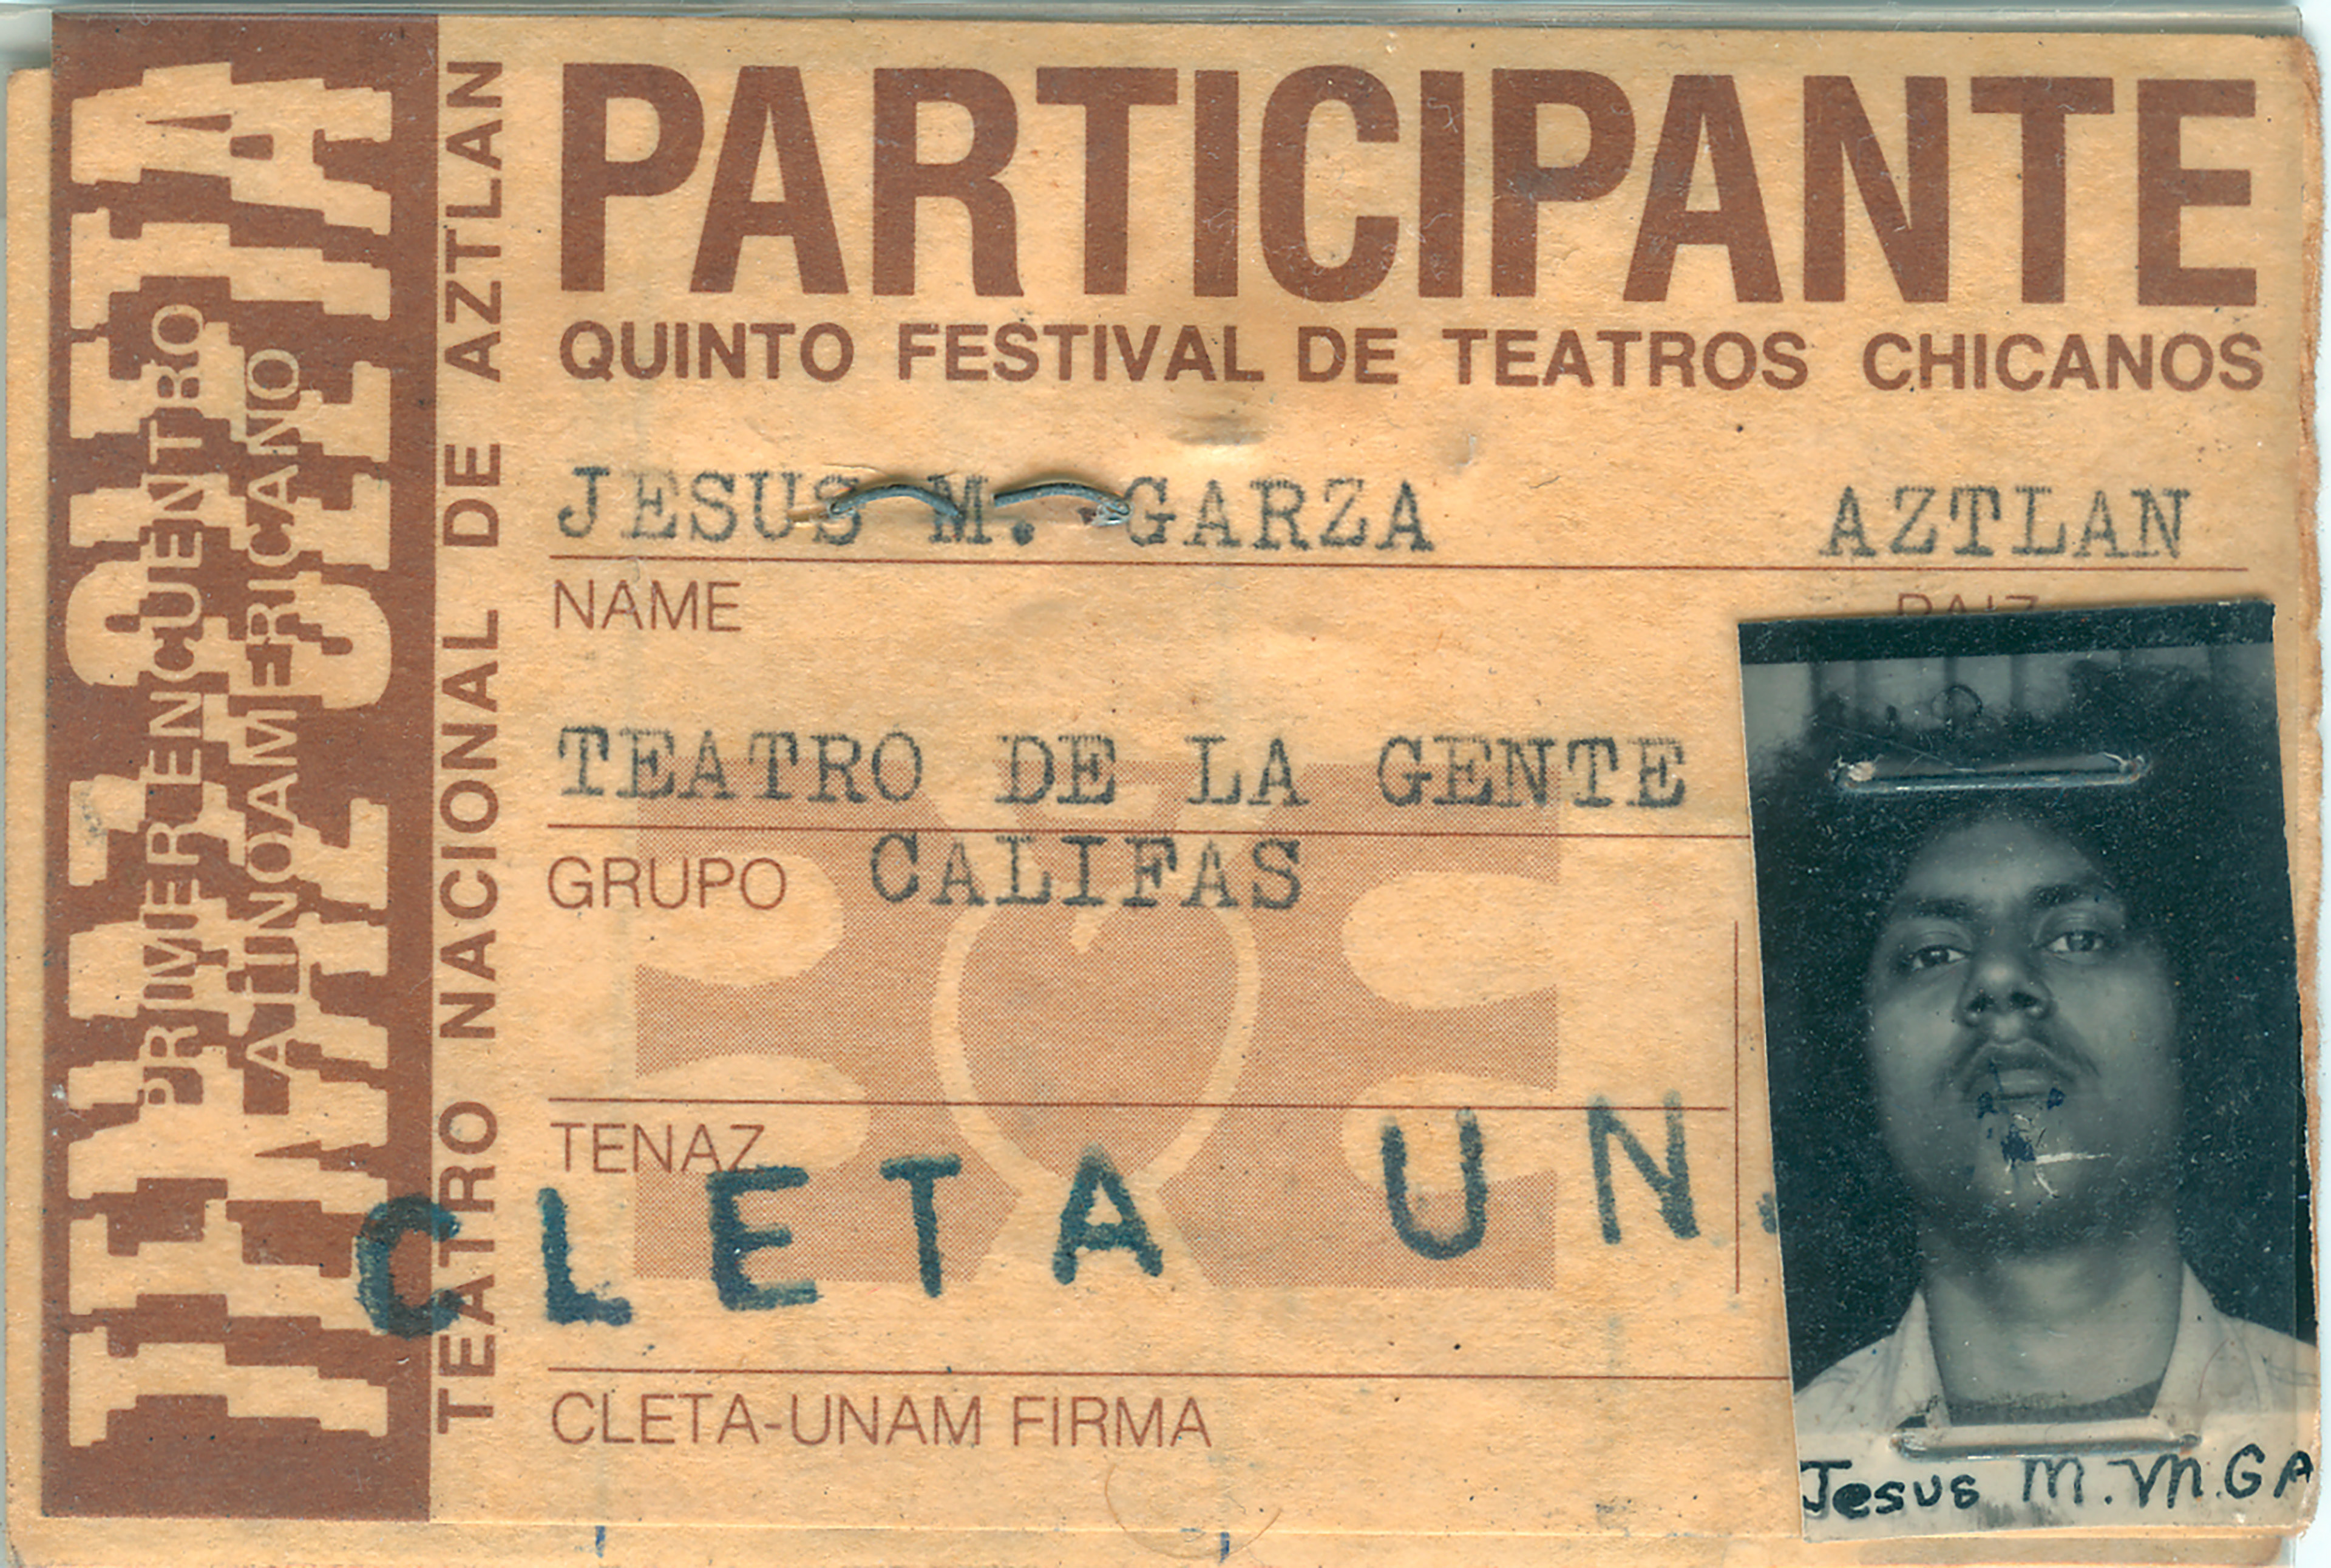 TENAZ CLETA
PRIMER ENCUENTRO
LATINOAMERICANO
TEATRO NACIONAL DE AZTLAN
PARTICIPANTE
QUINTO FESTIVAL DE TEATROS CHICANOS
JESUS M. GARZA AZTLAN
NAME
TEATRO DE LA GENTE
GRUPO CALIFAS
TENAZ
CLETA UN.
CLETA-UNAM FIRMA
Jesus M. M. GA